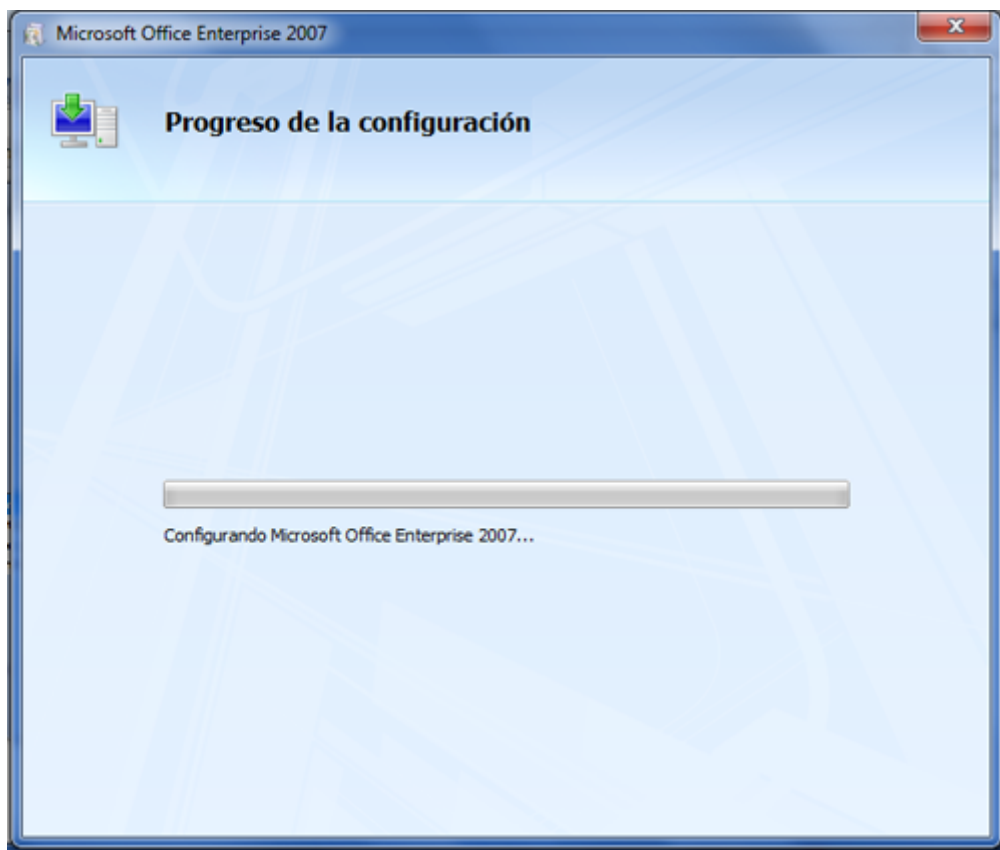 Microsoft Office Enterprise 2007
Progreso de la configuración
Configurando Microsoft Office Enterprise 2007...